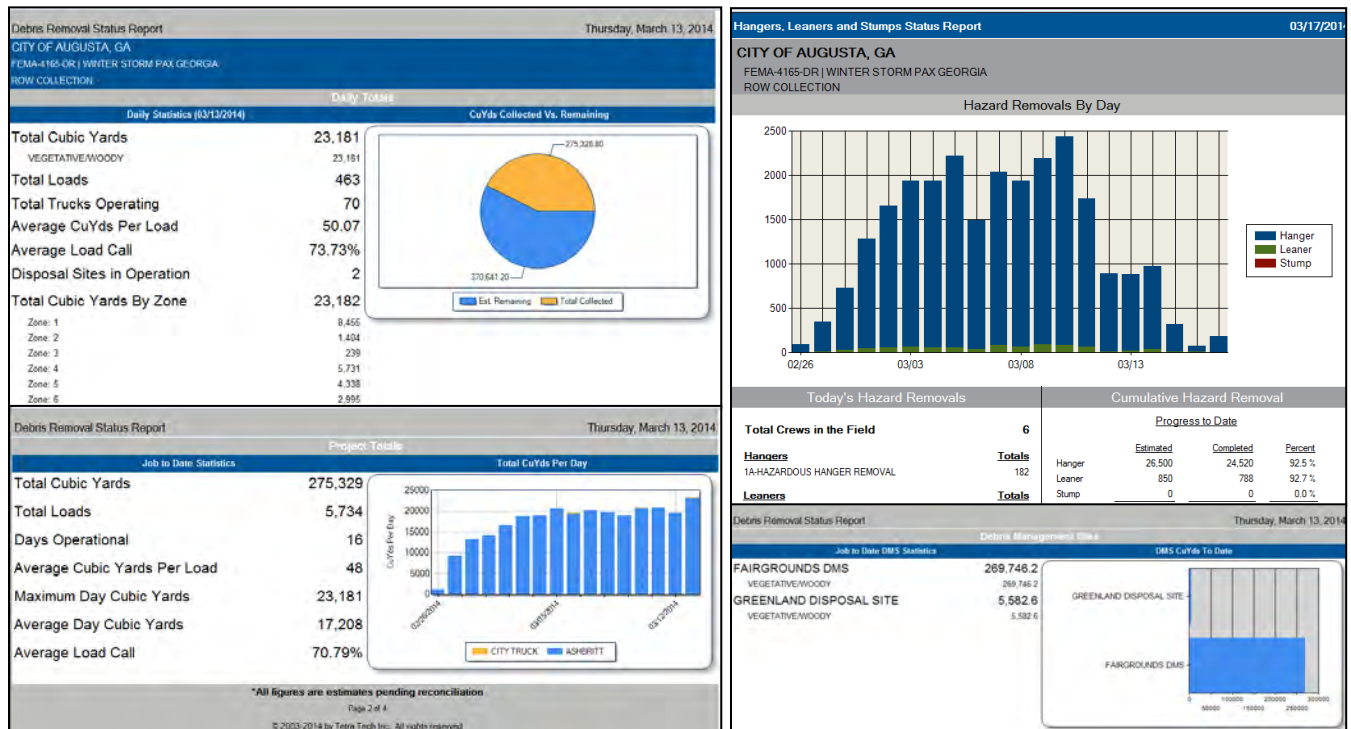 Debris Removal Status Report Thursday, March 13, 2014
CITY OF AUGUSTA, GA
FEMA-4165-DR | WINTER STORM PAX GEORGIA
ROW COLLECTION
Daily Totals
Daily Statistics (03/13/2014) CuYds Collected Vs. Remaining
Total Cubic Yards 23,181
VEGETATIVE/WOODY 23,181
Total Loads 463
Total Trucks Operating 70
Average CuYds Per Load 50.07
Average Load Call 73.73%
Disposal Sites in Operation 2
Total Cubic Yards By Zone 23,182
Zone: 1 8,455
Zone: 2 1,404
Zone: 3 239
Zone: 4 5,731
Zone: 5 4,338
Zone: 6 2,995
275,328.80
370,641.20
Est. Remaining Total Collected
Debris Removal Status Report Thursday, March 13, 2014
Project Totals
Job to Date Statistics Total CuYds Per Day
Total Cubic Yards 275,329
Total Loads 5,734
Days Operational 16
Average Cubic Yards Per Load 48
Maximum Day Cubic Yards 23,181
Average Day Cubic Yards 17,208
Average Load Call 70.79%
CuYds Per Day
25000
20000
15000
10000
5000
0
02/26/2014 03/05/2014 03/12/2014
CITY TRUCK ASHBRITT
*All figures are estimates pending reconciliation
Page 2 of 4
© 2003-2014 by Tetra Tech Inc. All rights reserved
Hangers, Leaners and Stumps Status Report 03/17/2014
CITY OF AUGUSTA, GA
FEMA-4165-DR | WINTER STORM PAX GEORGIA
ROW COLLECTION
Hazard Removals By Day
2500
2000
1500
1000
500
0
02/26 03/03 03/08 03/13
Hanger
Leaner
Stump
Today's Hazard Removals
Total Crews in the Field 6
Hangers Totals
1A-HAZARDOUS HANGER REMOVAL 182
Leaners Totals
Cumulative Hazard Removal
Progress to Date
Estimated Completed Percent
Hanger 26,500 24,520 92.5 %
Leaner 850 788 92.7 %
Stump 0 0 0.0 %
Debris Removal Status Report Thursday, March 13, 2014
Debris Management Sites
Job to Date DMS Statistics DMS CuYds To Date
FAIRGROUNDS DMS 269,746.2
VEGETATIVE/WOODY 269,746.2
GREENLAND DISPOSAL SITE 5,582.6
VEGETATIVE/WOODY 5,582.6
GREENLAND DISPOSAL SITE
FAIRGROUNDS DMS
0 100000 200000 300000
50000 150000 250000